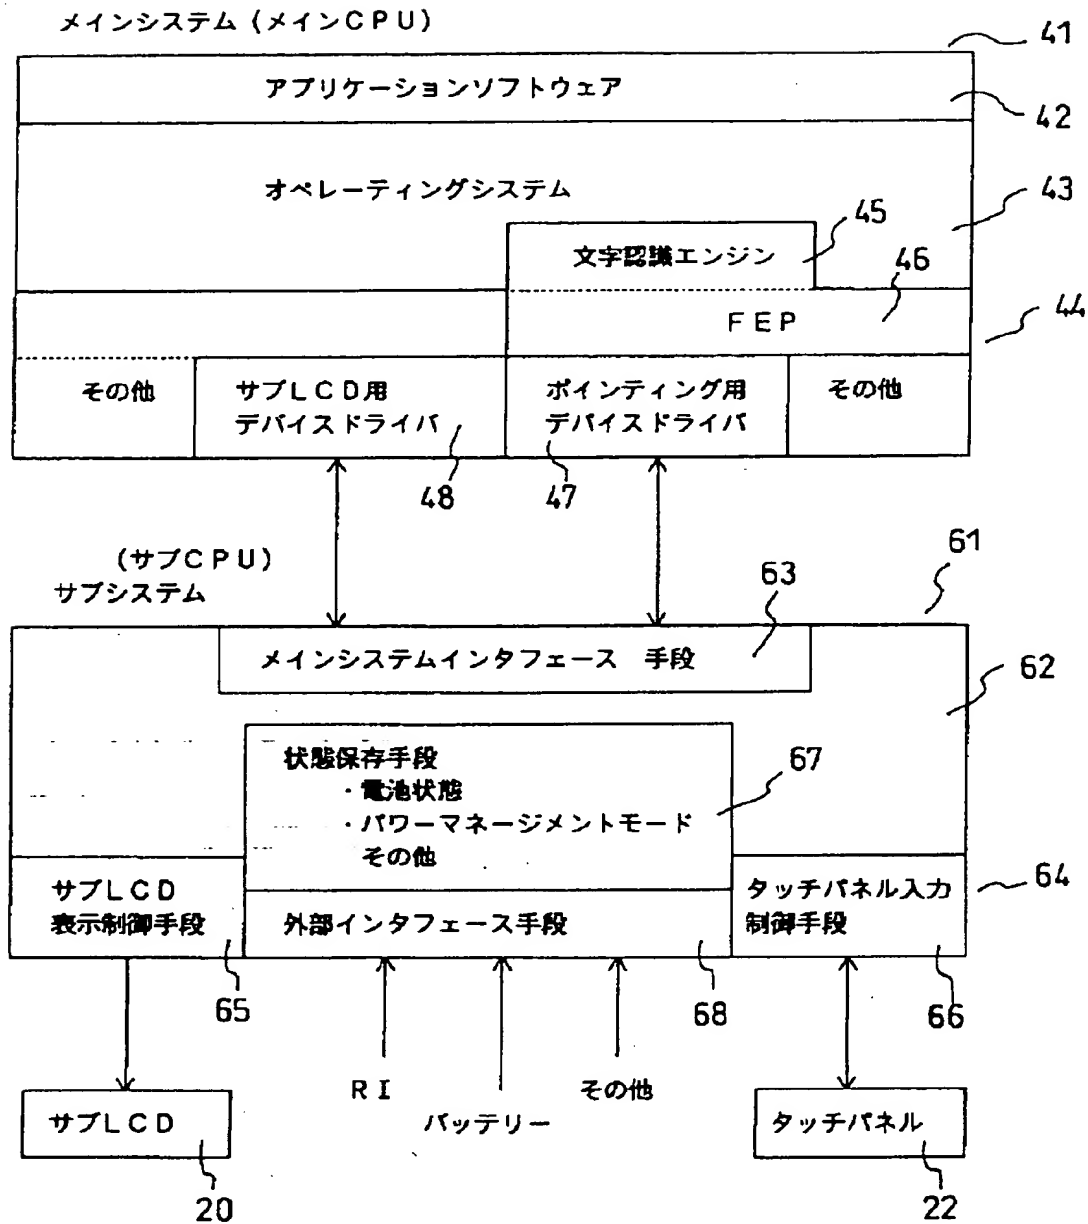 メインシステム(メインCPU)
41
アプリケーションソフトウェア
42
オペレーティングシステム
43
45
文字認識エンジン
46
FEP
44
その他
サブLCD用
デバイスドライバ
ポインティング用
デバイスドライバ
その他
48
47
(サブCPU)
サブシステム
61
63
メインシステムインタフェース 手段
62
状態保存手段
・電池状態
・パワーマネージメントモード
その他
67
サブLCD
表示制御手段
外部インタフェース手段
タッチパネル入力
制御手段
64
65
68
66
RI
バッテリー
その他
サブLCD
タッチパネル
20
22